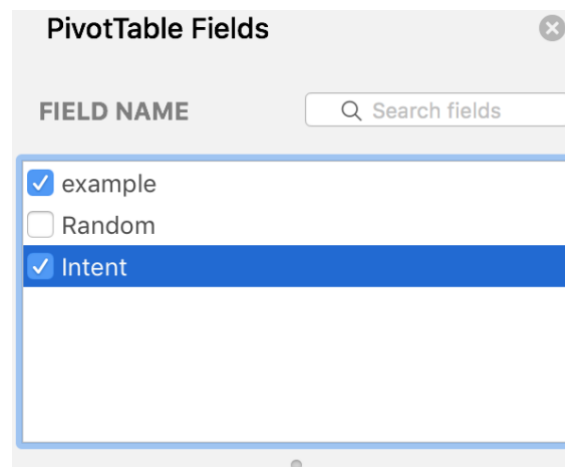 PivotTable Fields
FIELD NAME
Search fields
example
Random
Intent